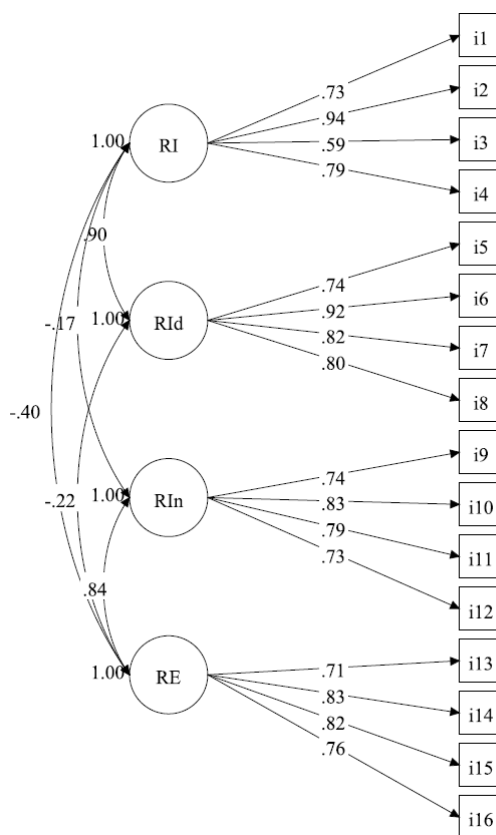 i1
.73
i2
.94
1.00
RI
.59
i3
.79
i4
.90
i5
.74
1.00
RId
.92
i6
-.17
.82
i7
.80
i8
-.40
i9
.74
-.22
1.00
RIn
.83
i10
.79
i11
.73
i12
.84
i13
.71
1.00
RE
.83
i14
.82
i15
.76
i16